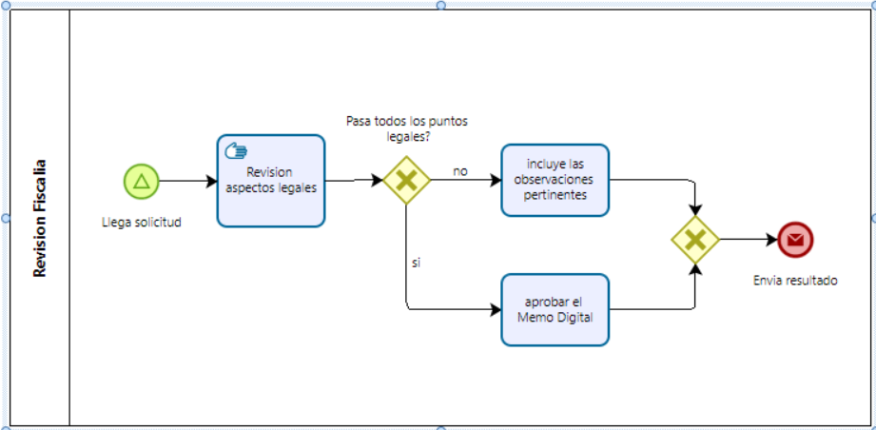 Revision Fiscalia
Llega solicitud
Revision
aspectos legales
Pasa todos los puntos
legales?
no
si
incluye las
observaciones
pertinentes
aprobar el
Memo Digital
Envia resultado